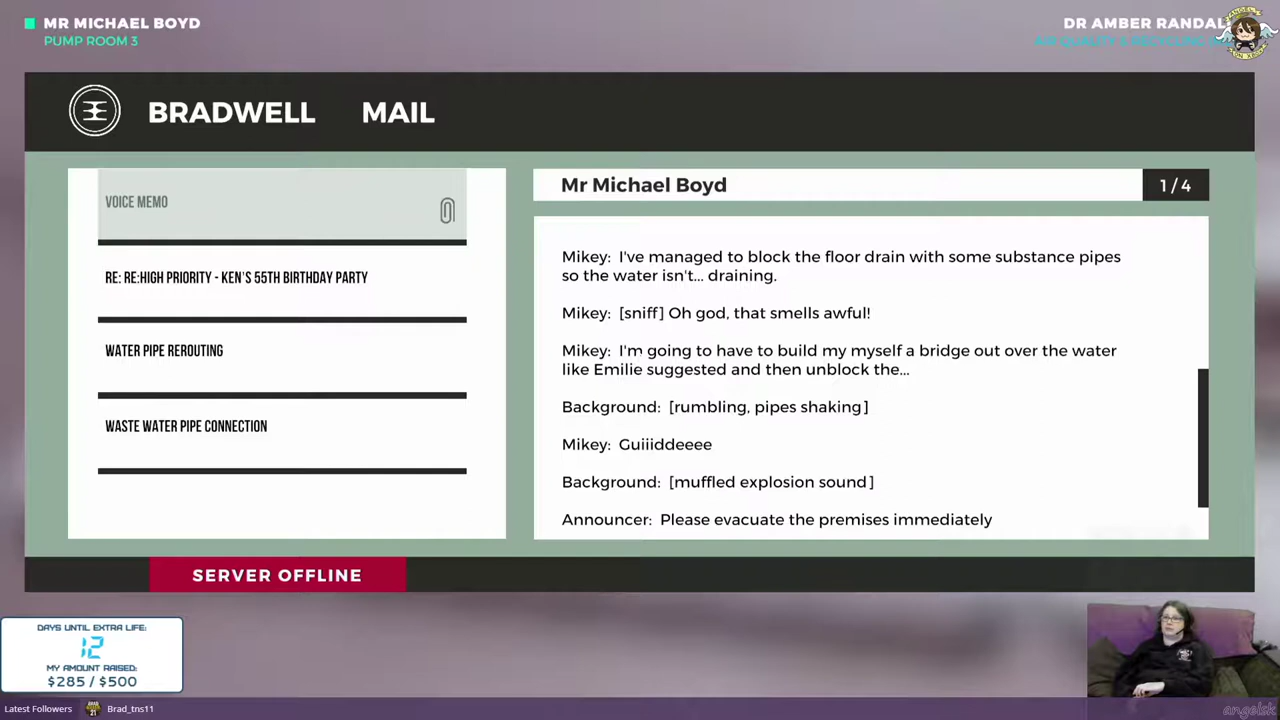 MR MICHAEL BOYD
PUMP ROOM 3
DR AMBER RANDAL
AIR QUALITY & RECYCLING
BRADWELL MAIL
VOICE MEMO
RE: RE:HIGH PRIORITY - KEN'S 55TH BIRTHDAY PARTY
WATER PIPE REROUTING
WASTE WATER PIPE CONNECTION
Mr Michael Boyd
1 / 4
Mikey: I've managed to block the floor drain with some substance pipes
so the water isn't... draining.
Mikey: [sniff] Oh god, that smells awful!
Mikey: I'm going to have to build my myself a bridge out over the water
like Emilie suggested and then unblock the...
Background: [rumbling, pipes shaking]
Mikey: Guiiiddeeee
Background: [muffled explosion sound]
Announcer: Please evacuate the premises immediately
SERVER OFFLINE
DAYS UNTIL EXTRA LIFE:
12
MY AMOUNT RAISED:
$285 / $500
Latest Followers
Brad_tns11
angelsk